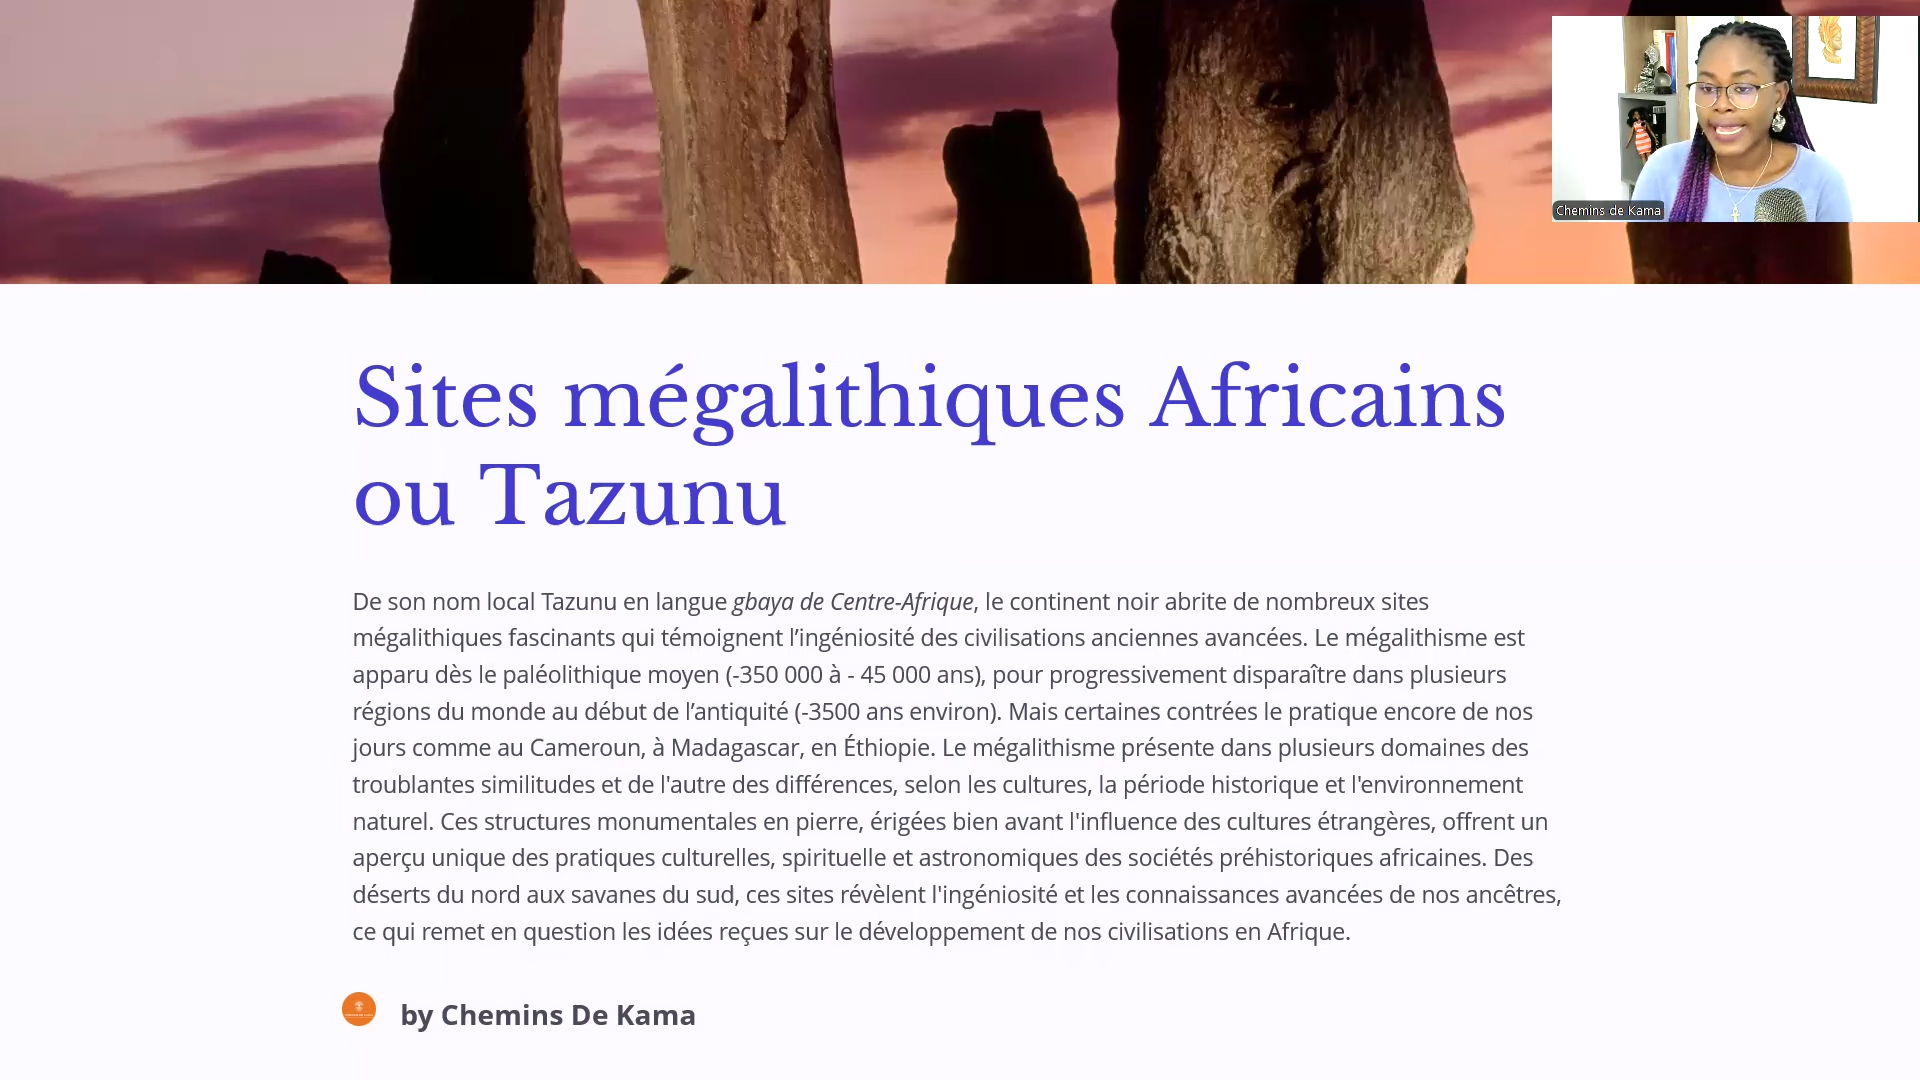 Chemins de Kama
Sites mégalithiques Africains
ou Tazunu
De son nom local Tazunu en langue gbaya de Centre-Afrique, le continent noir abrite de nombreux sites
mégalithiques fascinants qui témoignent l’ingéniosité des civilisations anciennes avancées. Le mégalithisme est
apparu dès le paléolithique moyen (-350 000 à - 45 000 ans), pour progressivement disparaître dans plusieurs
régions du monde au début de l’antiquité (-3500 ans environ). Mais certaines contrées le pratique encore de nos
jours comme au Cameroun, à Madagascar, en Éthiopie. Le mégalithisme présente dans plusieurs domaines des
troublantes similitudes et de l'autre des différences, selon les cultures, la période historique et l'environnement
naturel. Ces structures monumentales en pierre, érigées bien avant l'influence des cultures étrangères, offrent un
aperçu unique des pratiques culturelles, spirituelle et astronomiques des sociétés préhistoriques africaines. Des
déserts du nord aux savanes du sud, ces sites révèlent l'ingéniosité et les connaissances avancées de nos ancêtres,
ce qui remet en question les idées reçues sur le développement de nos civilisations en Afrique.
by Chemins De Kama